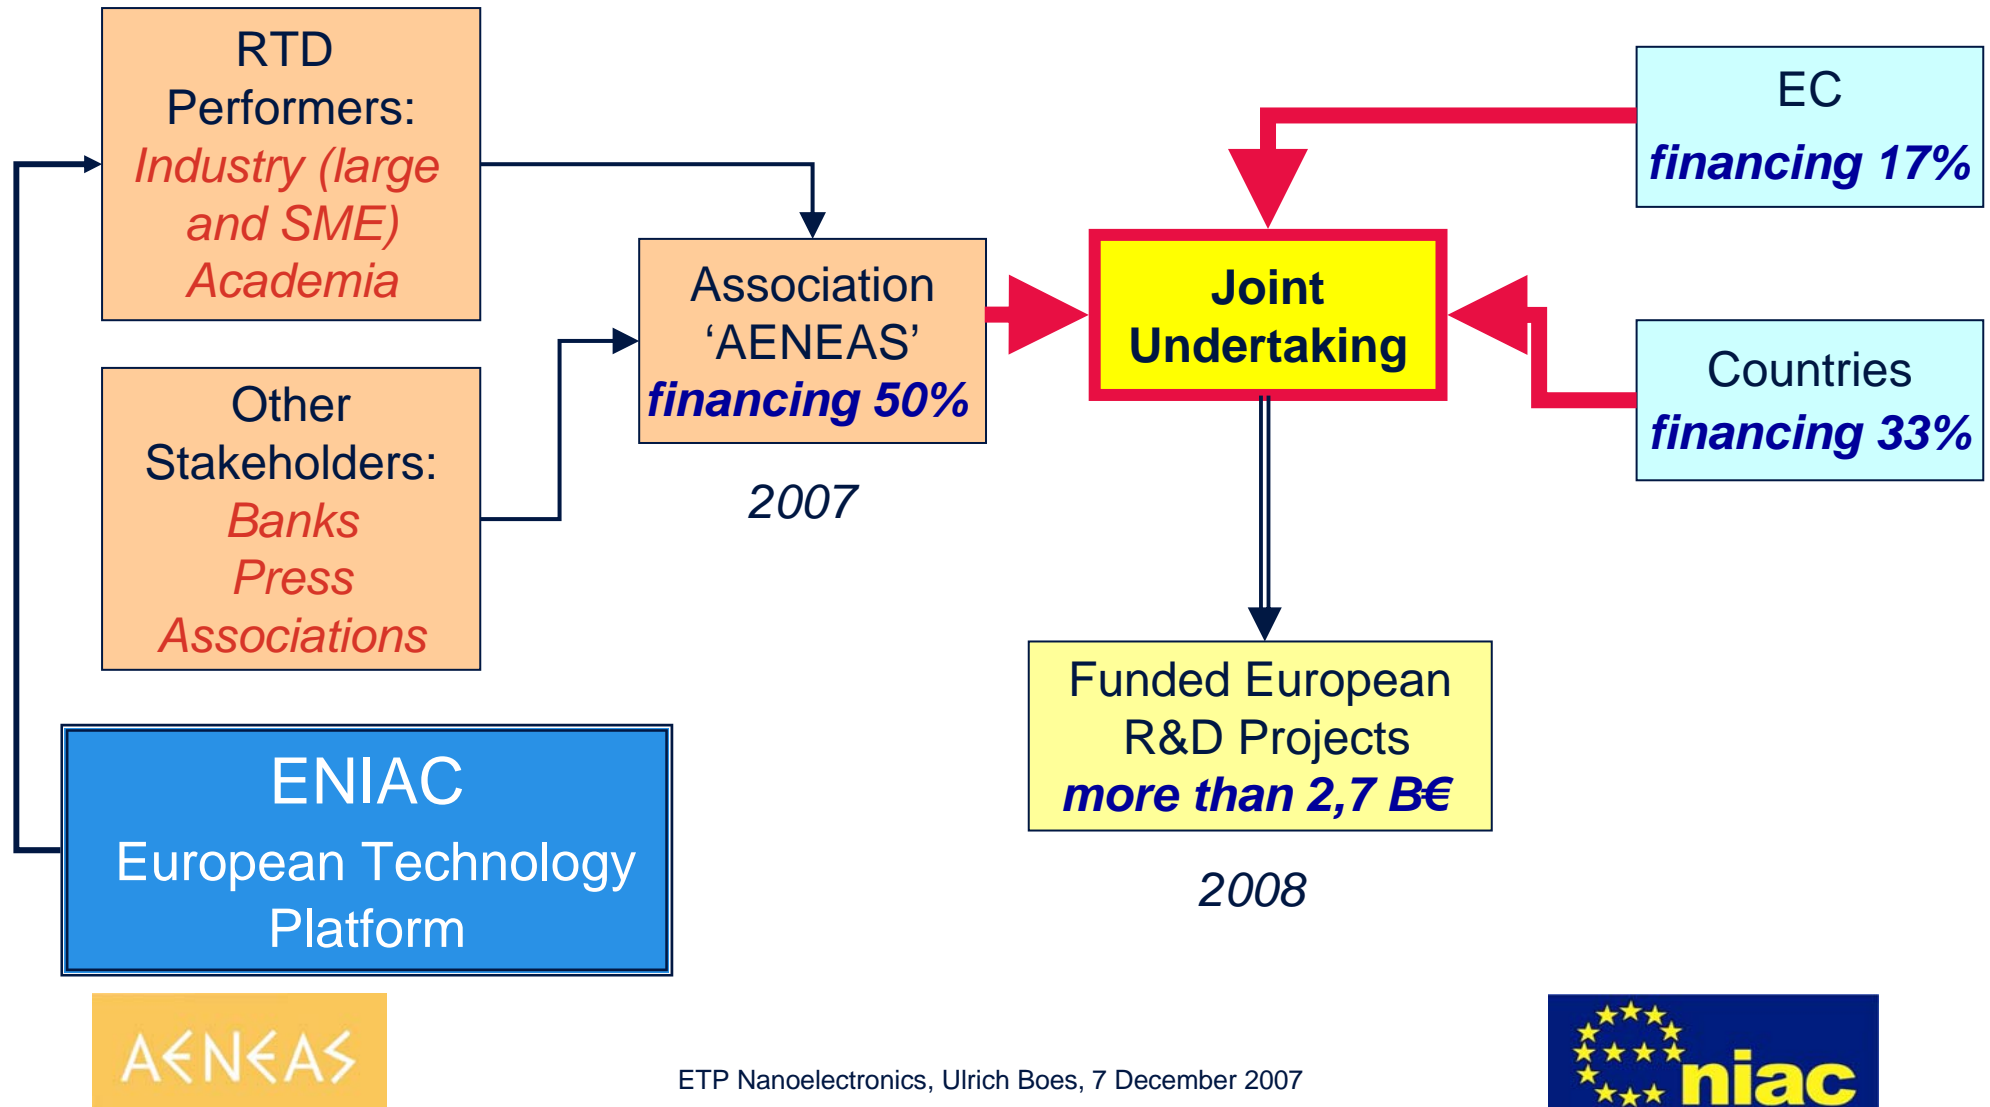 RTD
Performers:
Industry (large
and SME)
Academia
Other
Stakeholders:
Banks
Press
Associations
ENIAC
European Technology
Platform
Association
‘AENEAS’
financing 50%
2007
Joint
Undertaking
EC
financing 17%
Countries
financing 33%
Funded European
R&D Projects
more than 2,7 B€
2008
A€N€AS
ETP Nanoelectronics, Ulrich Boes, 7 December 2007
niac